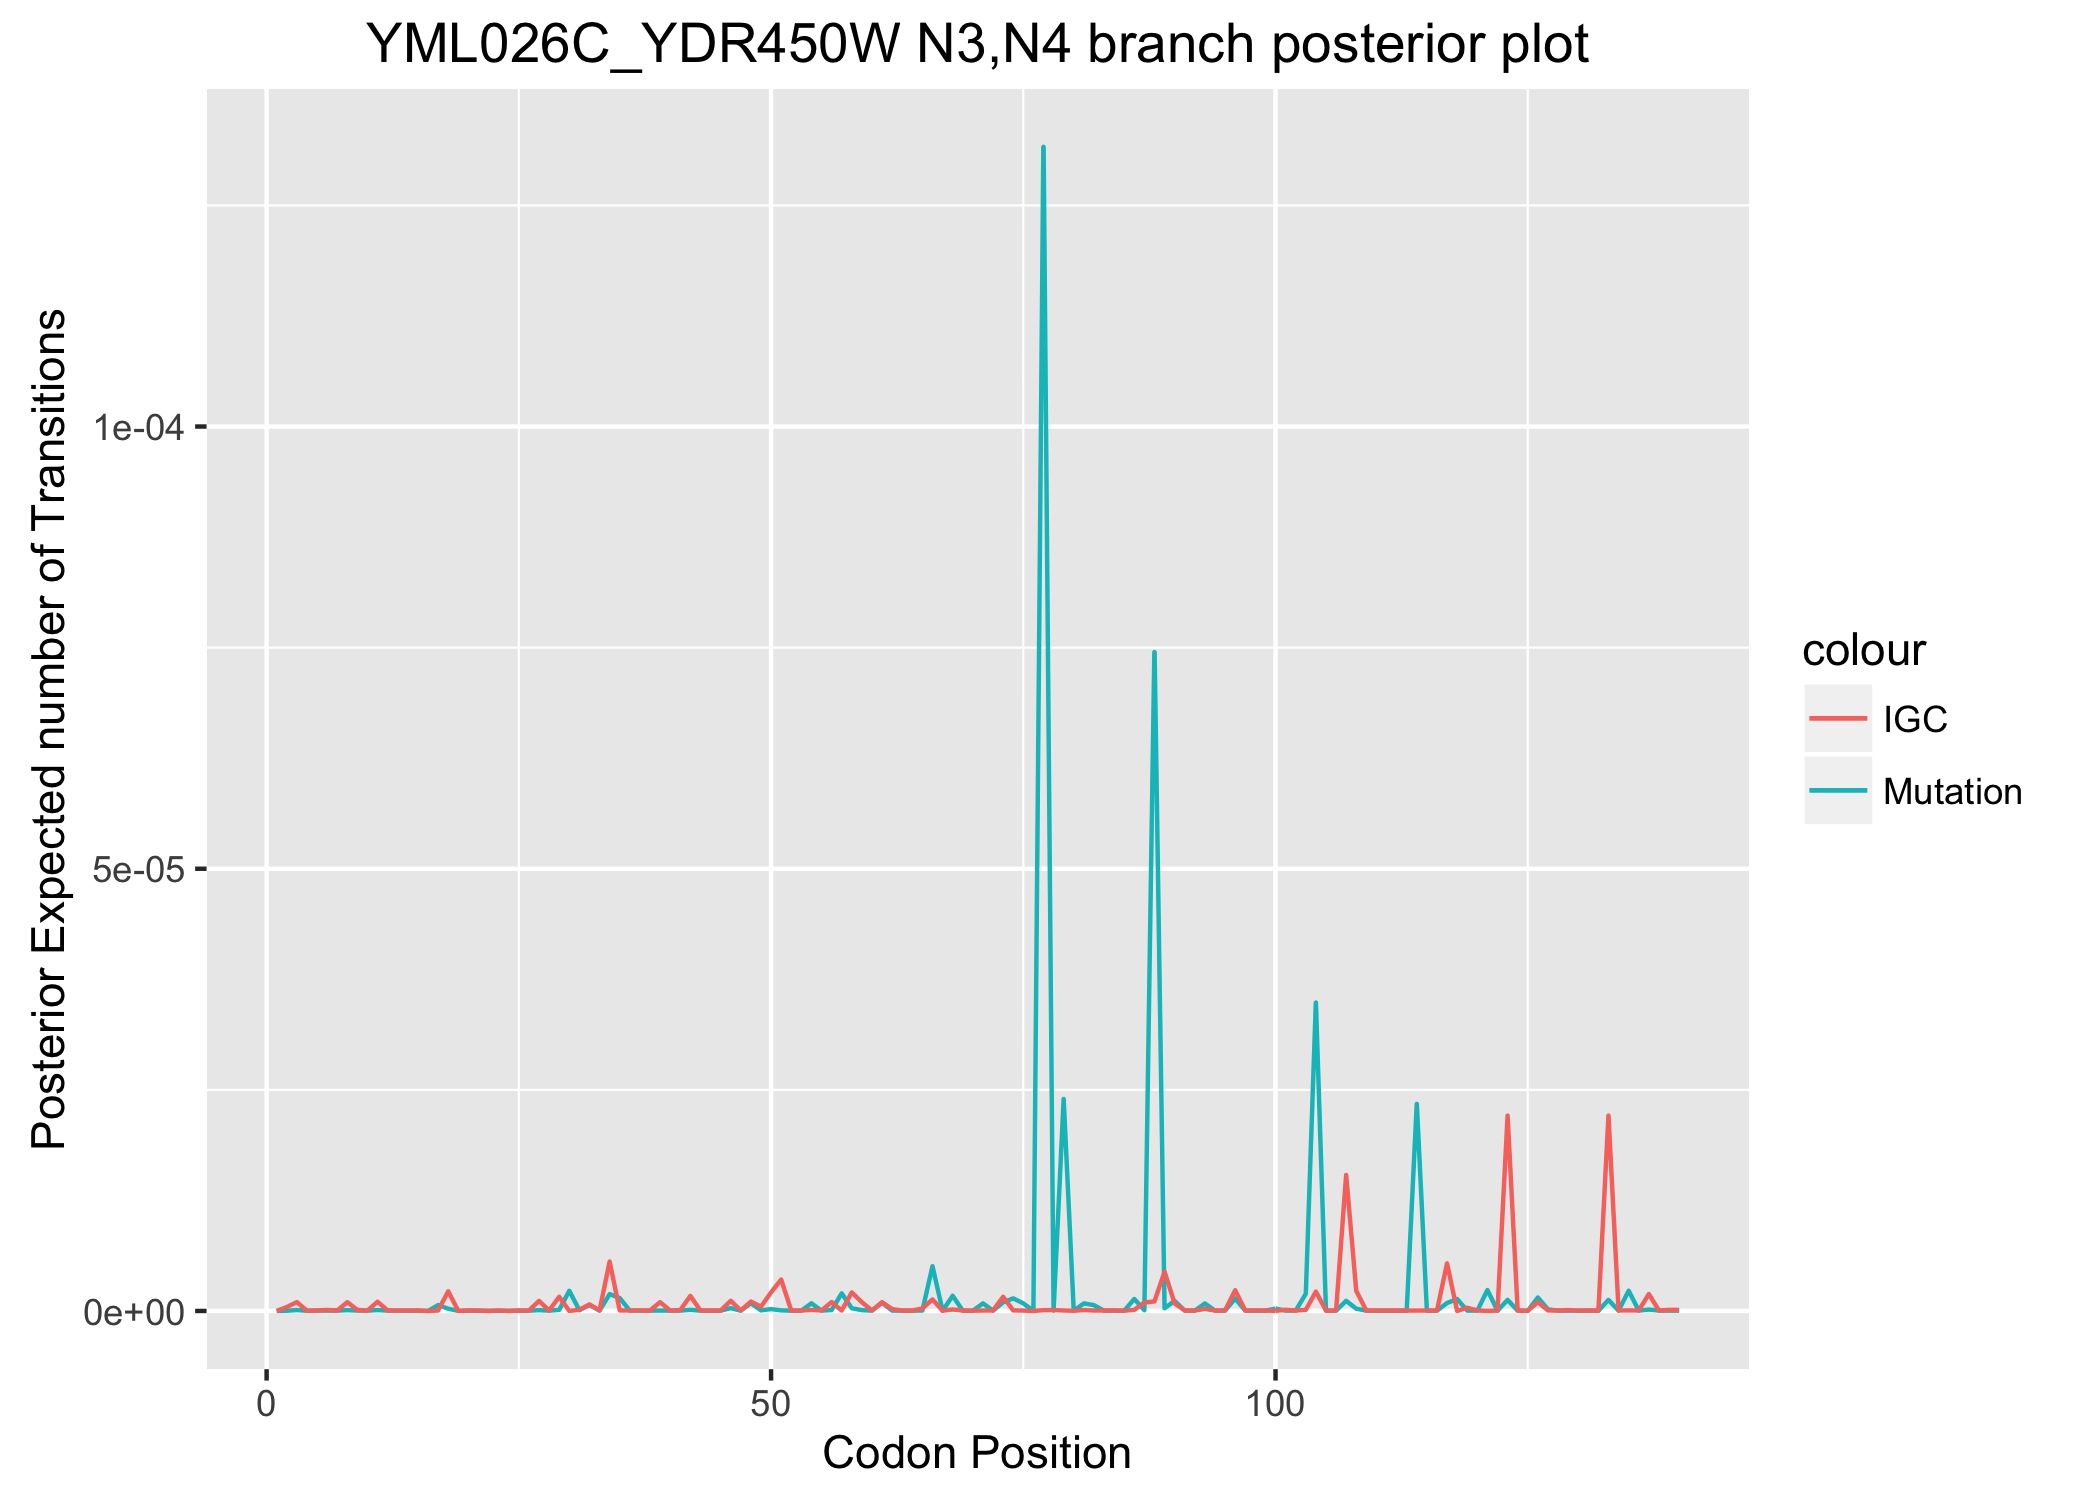 YML026C_YDR450W N3,N4 branch posterior plot
Posterior Expected number of Transitions
1e-04
5e-05
0e+00
0
50
100
Codon Position
colour
IGC
Mutation